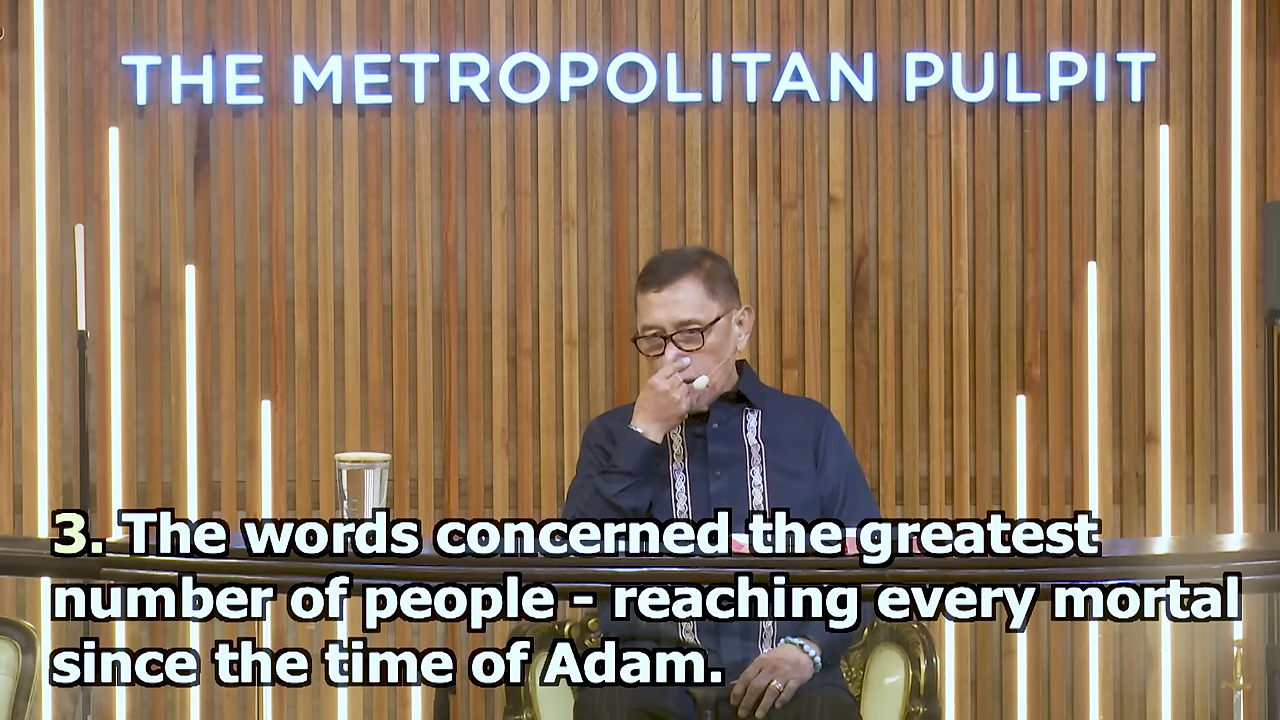 THE METROPOLITAN PULPIT
3. The words concerned the greatest
number of people - reaching every mortal
since the time of Adam.